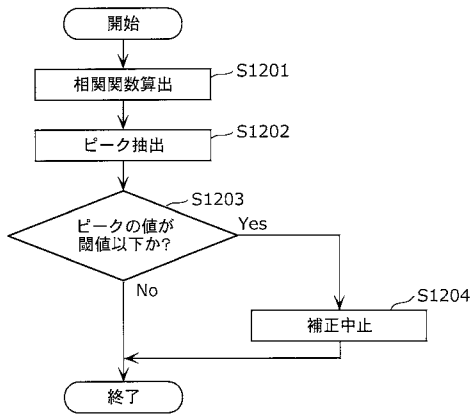 開始
相関関数算出
S1201
ピーク抽出
S1202
S1203
ピークの値が
閾値以下か?
Yes
No
S1204
補正中止
終了